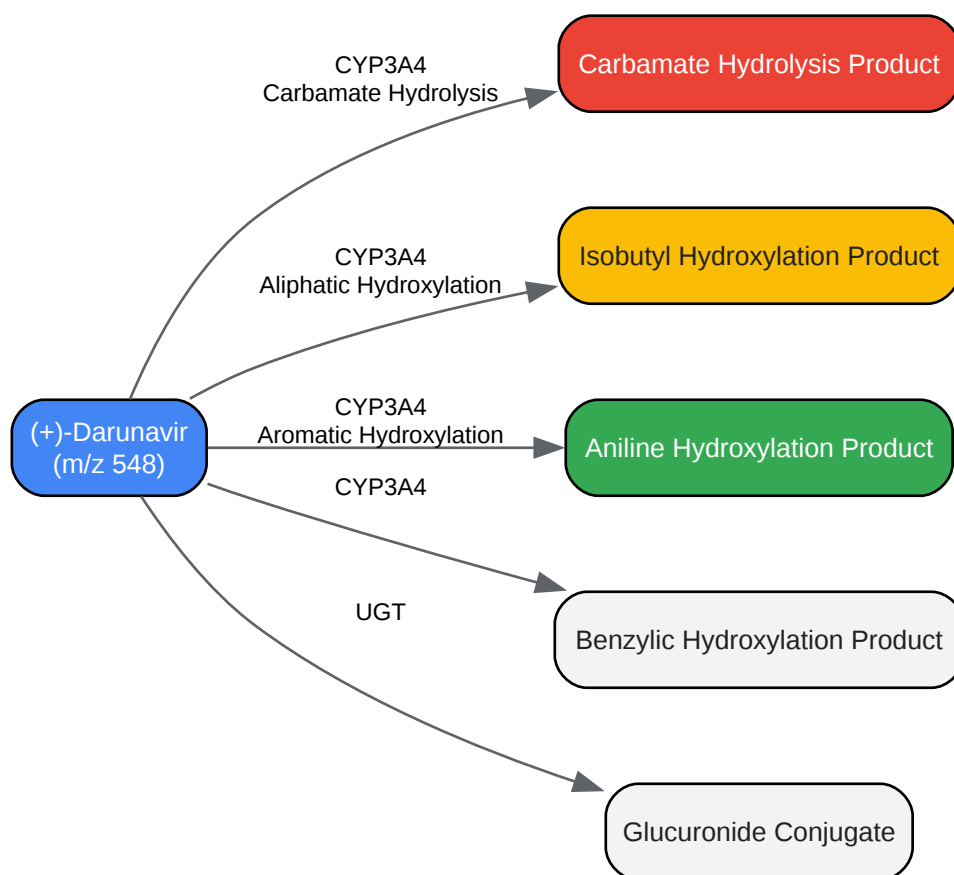 CYP3A4
Carbamate Hydrolysis
Carbamate Hydrolysis Product
CYP3A4
Aliphatic Hydroxylation
Isobutyl Hydroxylation Product
(+)-Darunavir
(m/z 548)
CYP3A4
Aromatic Hydroxylation
Aniline Hydroxylation Product
CYP3A4
Benzylic Hydroxylation Product
UGT
Glucuronide Conjugate